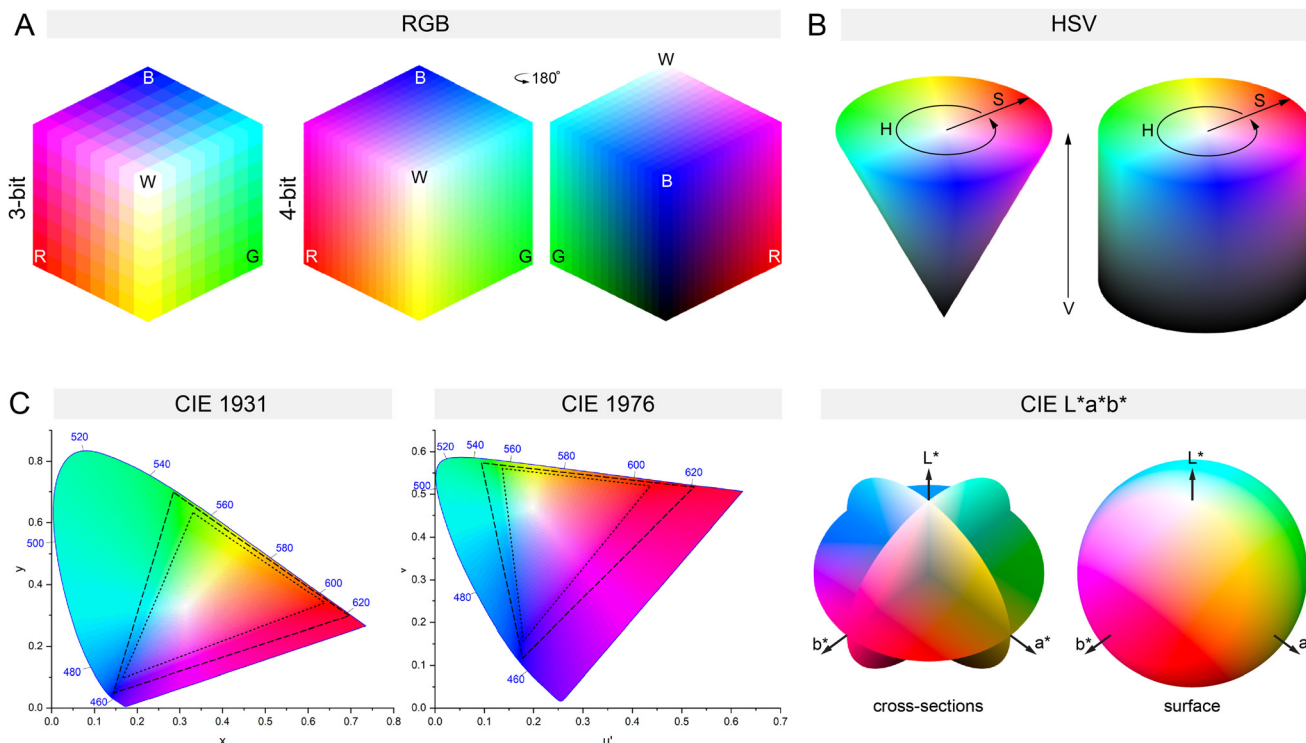 A
RGB
3-bit
B
W
R
G
4-bit
B
W
R
G
180°
W
B
G
R
B
HSV
H
S
V
H
S
C
CIE 1931
520
540
560
580
600
620
500
480
460
0.8
0.6
0.4
0.2
0.0
y
0.0 0.1 0.2 0.3 0.4 0.5 0.6 0.7 0.8
x
CIE 1976
520
540
560
580
600
620
500
480
460
0.6
0.5
0.4
0.3
0.2
0.1
0.0
0.0 0.1 0.2 0.3 0.4 0.5 0.6 0.7
u'
CIE L*a*b*
L*
b*
a*
cross-sections
L*
b*
a
surface